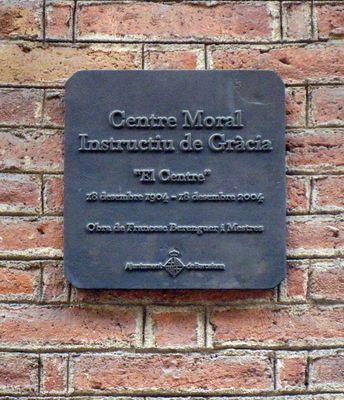 Centre Moral
Instructiu de Gràcia
"El Centre"
18 desembre 1904 - 18 desembre 2004
Obra de Francesc Berenguer i Mestres
Ajuntament de Barcelona